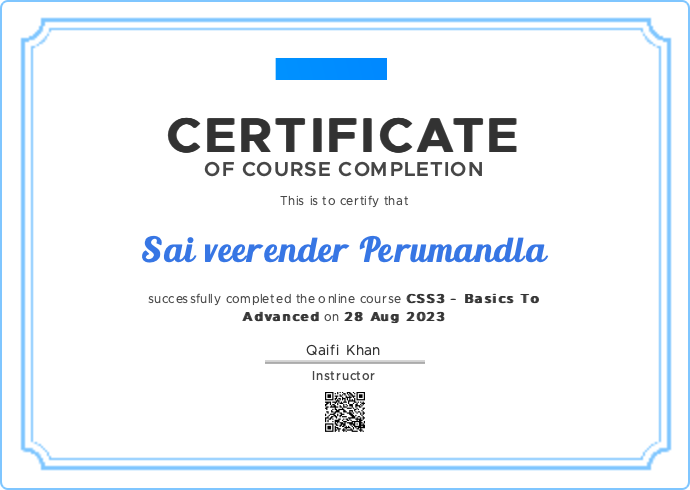 CERTIFICATE
OF COURSE COMPLETION
This is to certify that
Sai veerender Perumandla
successfully completed the online course CSS3 - Basics To
Advanced on 28 Aug 2023
Qaifi Khan
Instructor